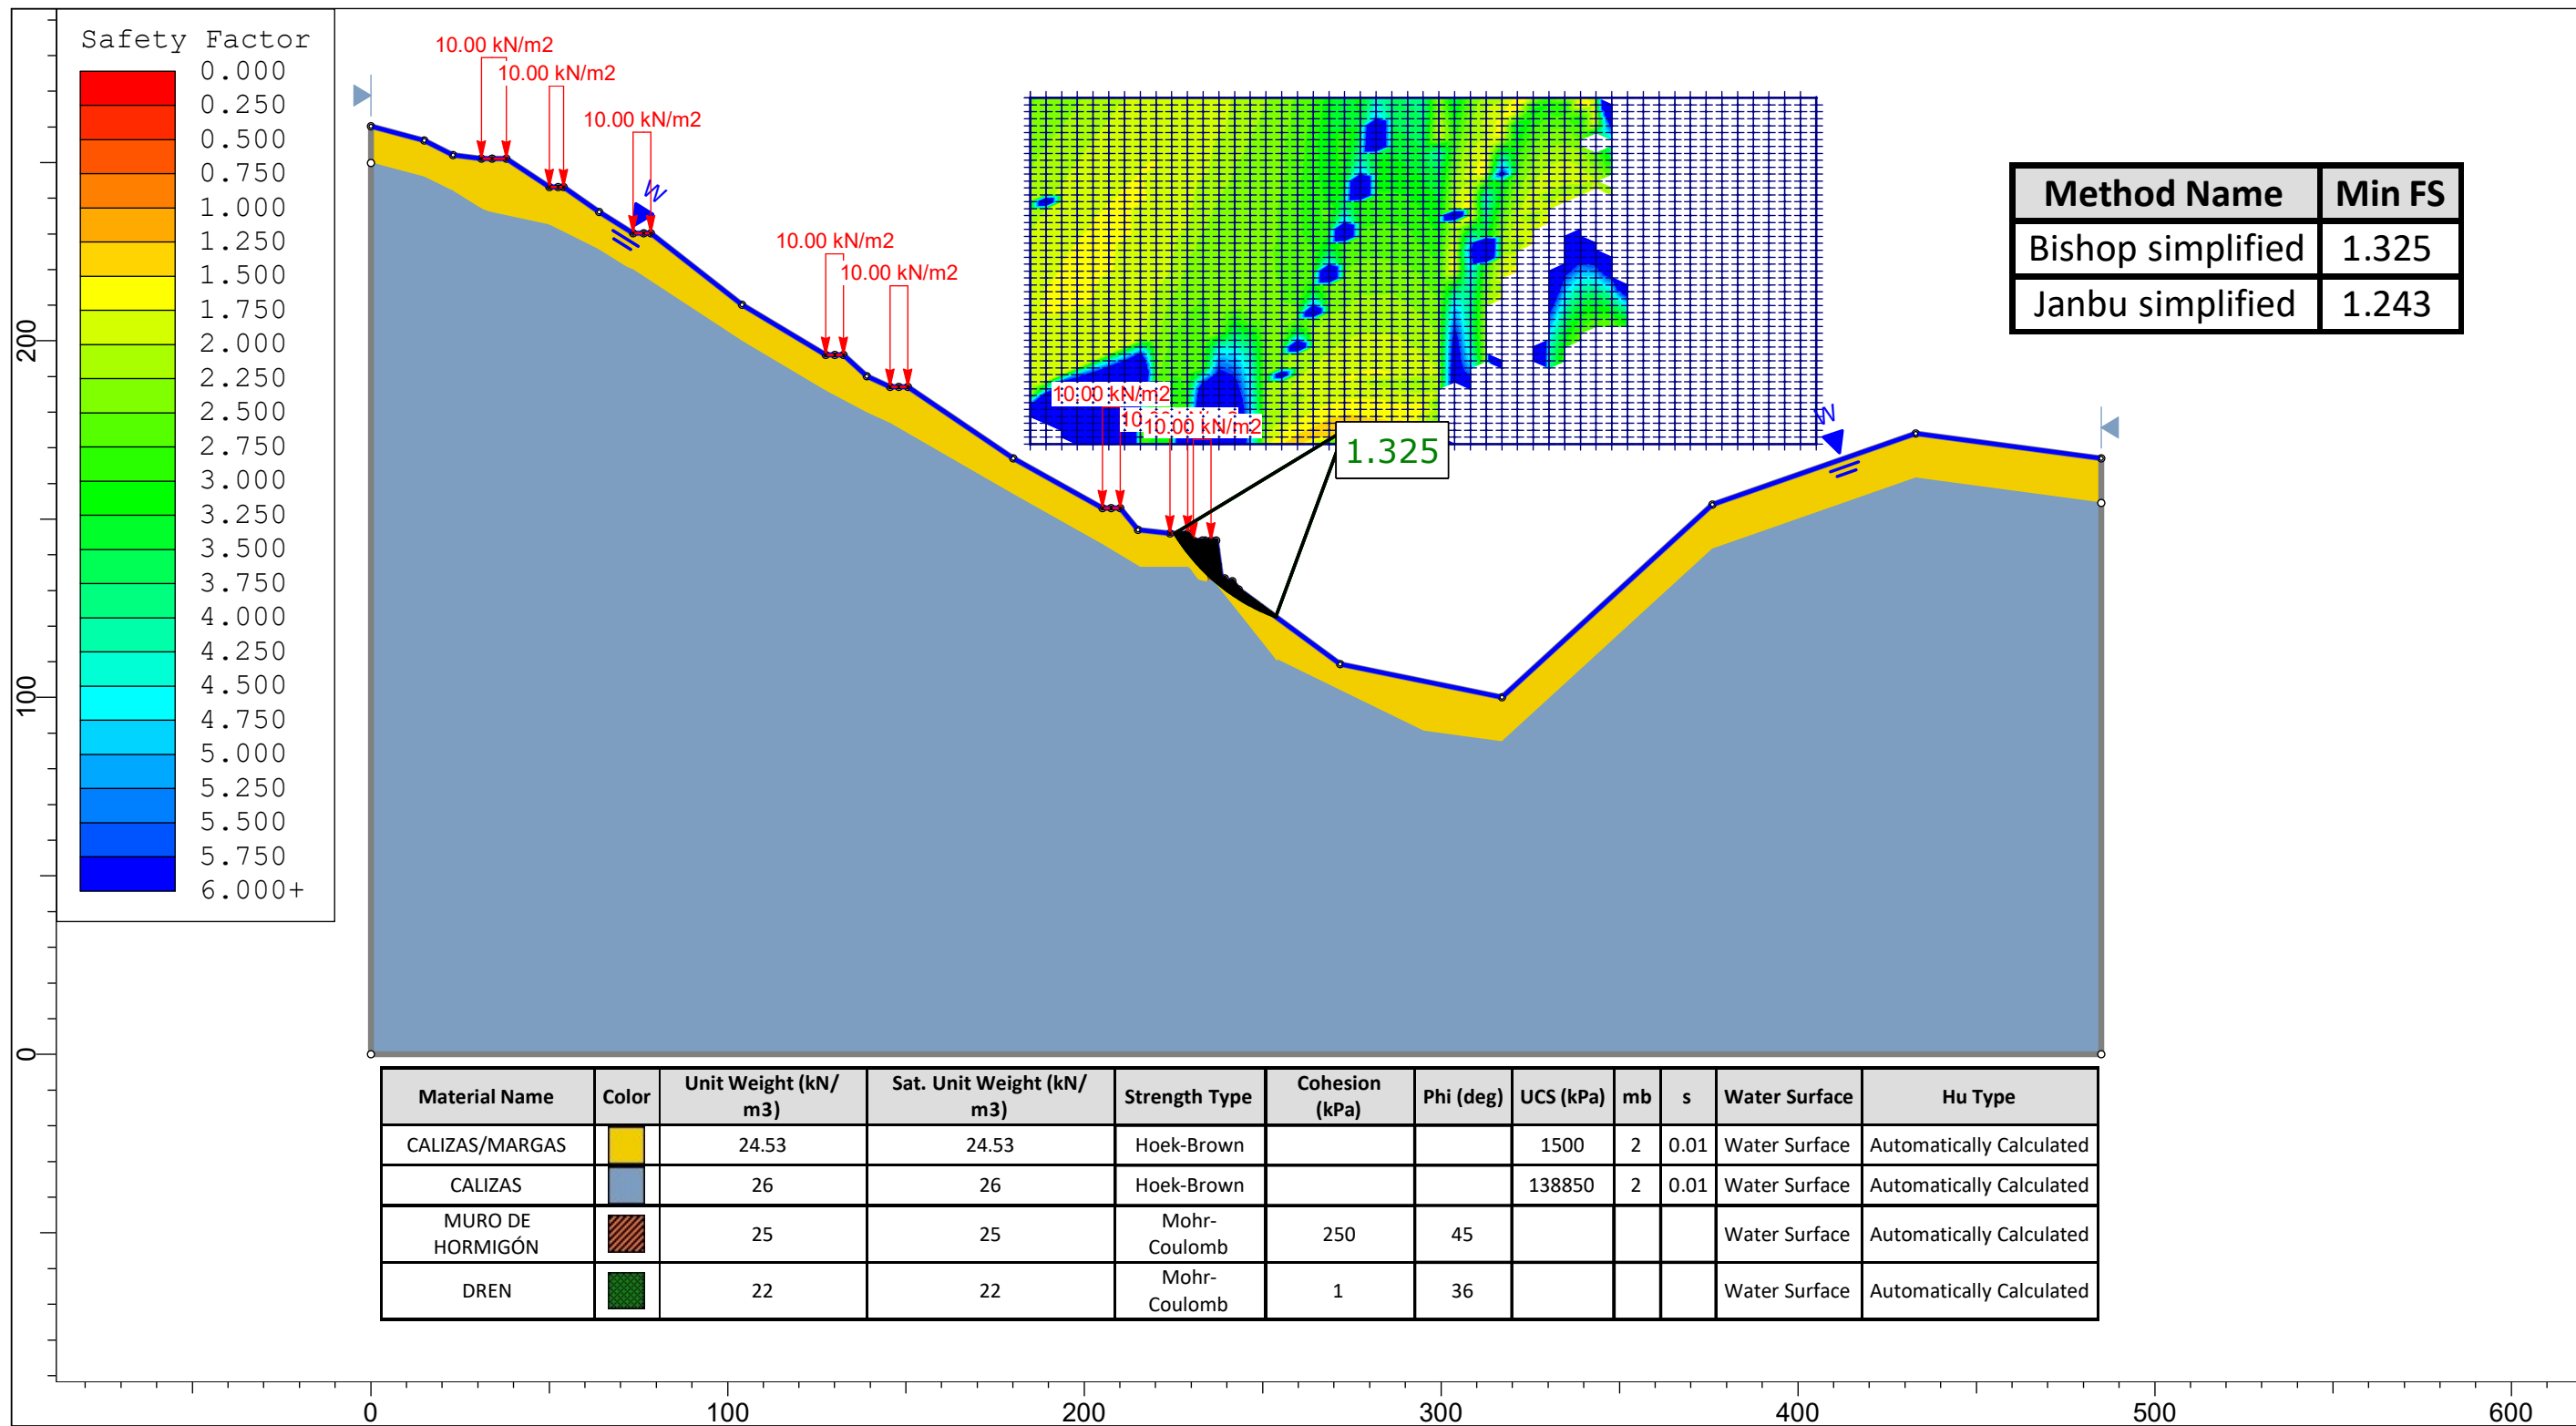 Safety Factor
0.000
0.250
0.500
0.750
1.000
1.250
1.500
1.750
2.000
2.250
2.500
2.750
3.000
3.250
3.500
3.750
4.000
4.250
4.500
4.750
5.000
5.250
5.500
5.750
6.000+
10.00 kN/m2
10.00 kN/m2
10.00 kN/m2
W
10.00 kN/m2
10.00 kN/m2
10.00 kN/m2
10.00 kN/m2
1.325
W
Method Name Min FS
Bishop simplified 1.325
Janbu simplified 1.243
200
100
0
Material Name Color Unit Weight (kN/m3) Sat. Unit Weight (kN/m3) Strength Type Cohesion (kPa) Phi (deg) UCS (kPa) mb s Water Surface Hu Type
CALIZAS/MARGAS 24.53 24.53 Hoek-Brown 1500 2 0.01 Water Surface Automatically Calculated
CALIZAS 26 26 Hoek-Brown 138850 2 0.01 Water Surface Automatically Calculated
MURO DE HORMIGÓN 25 25 Mohr-Coulomb 250 45 Water Surface Automatically Calculated
DREN 22 22 Mohr-Coulomb 1 36 Water Surface Automatically Calculated
0 100 200 300 400 500 600